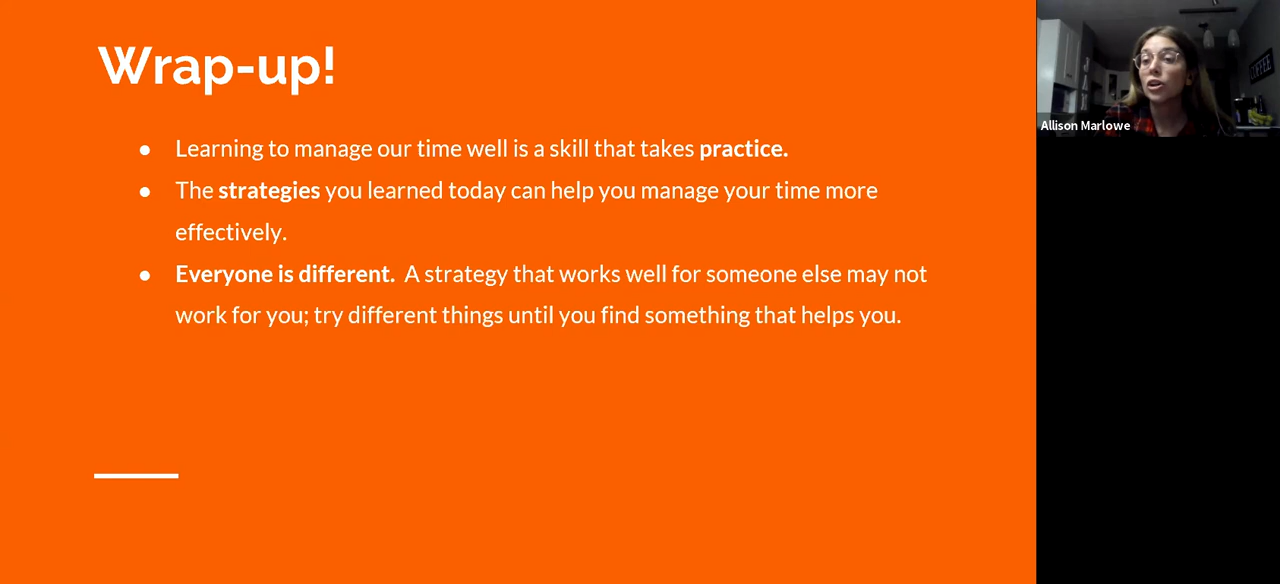 Wrap-up!
● Learning to manage our time well is a skill that takes practice.
● The strategies you learned today can help you manage your time more
effectively.
● Everyone is different. A strategy that works well for someone else may not
work for you; try different things until you find something that helps you.
Allison Marlowe
COFFEE